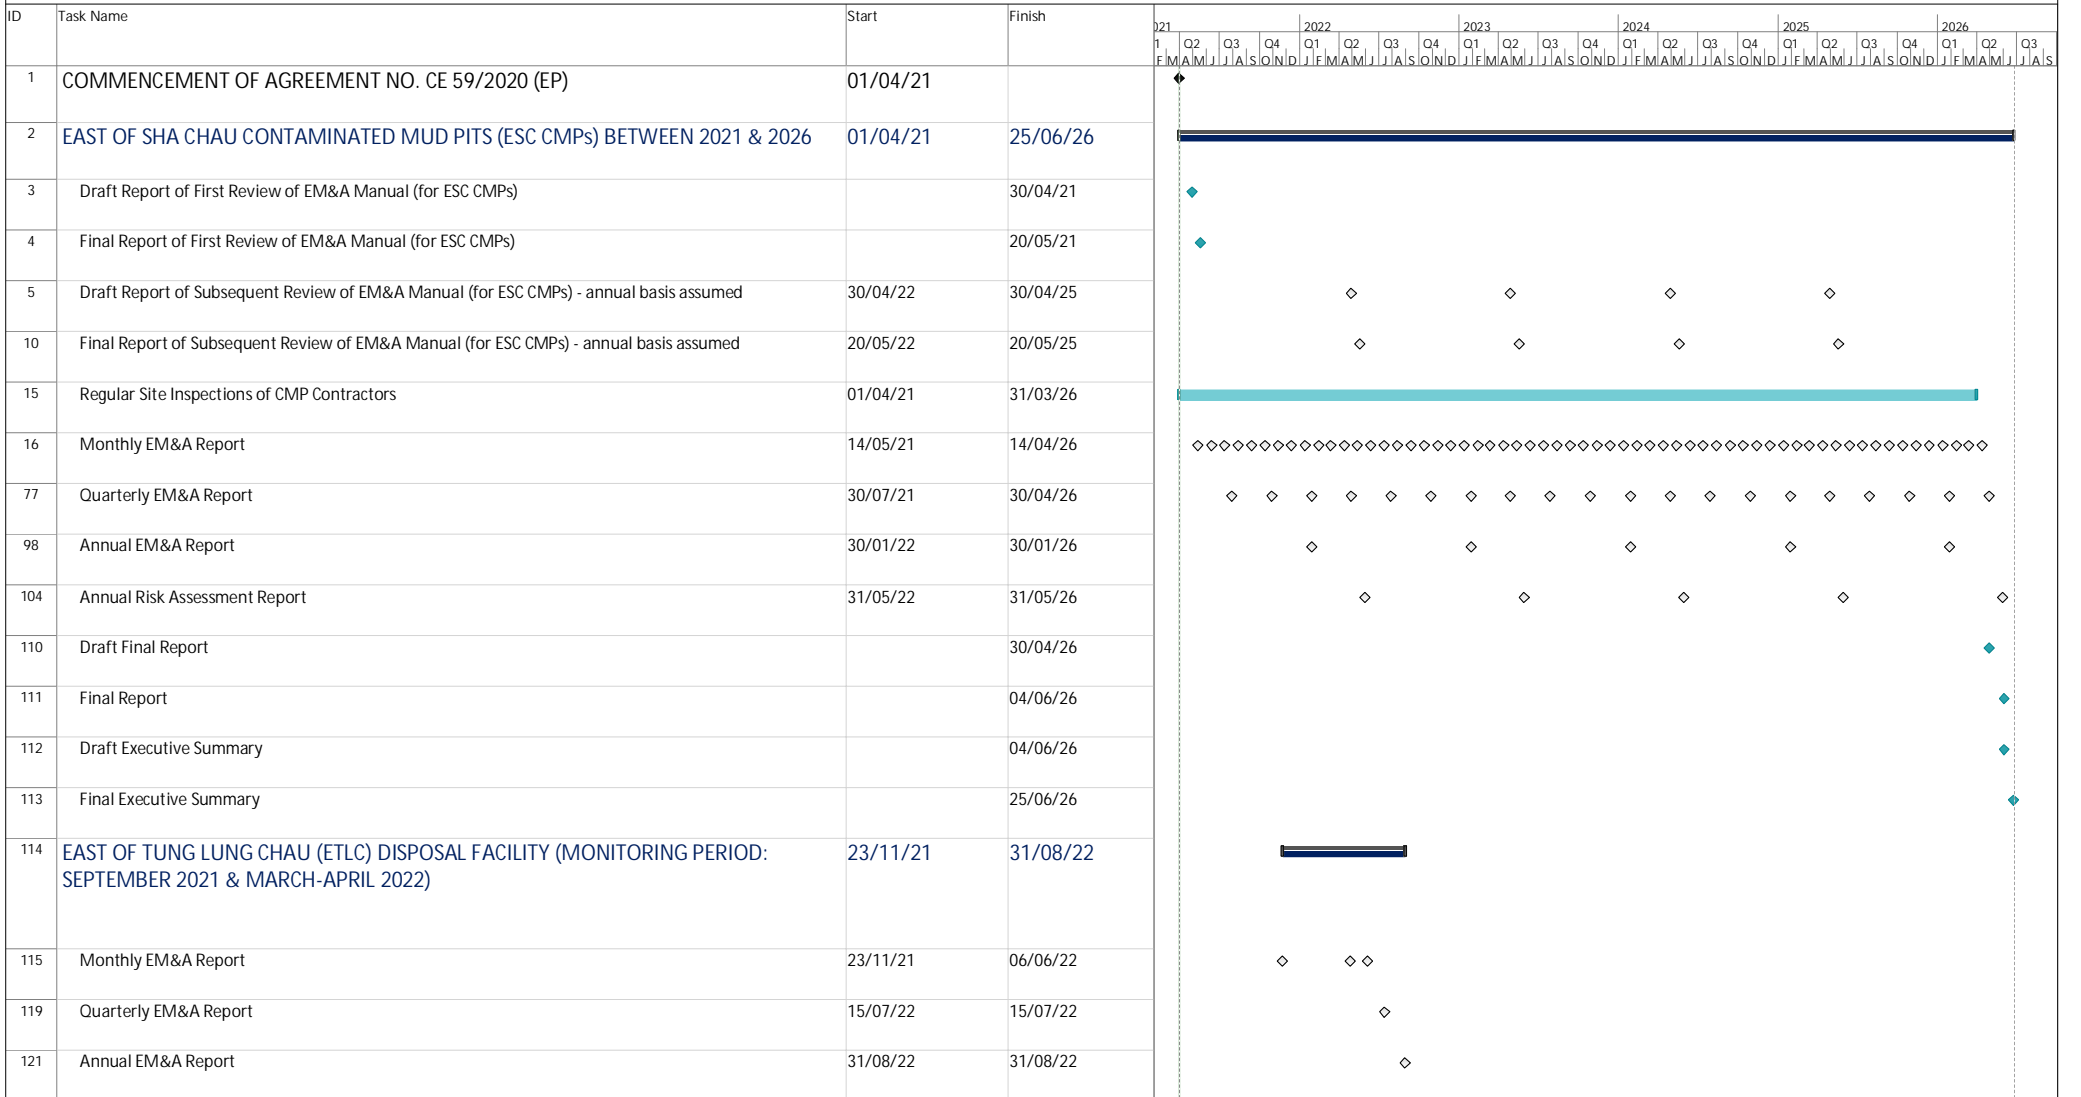 ID Task Name Start Finish
021 2022 2023 2024 2025 2026
1 Q2 Q3 Q4 Q1 Q2 Q3 Q4 Q1 Q2 Q3 Q4 Q1 Q2 Q3 Q4 Q1 Q2 Q3 Q4 Q1 Q2 Q3
F M A M J J A S O N D J F M A M J J A S O N D J F M A M J J A S O N D J F M A M J J A S O N D J F M A M J J A S O N D J F M A M J J A S
1 COMMENCEMENT OF AGREEMENT NO. CE 59/2020 (EP) 01/04/21
2 EAST OF SHA CHAU CONTAMINATED MUD PITS (ESC CMPs) BETWEEN 2021 & 2026 01/04/21 25/06/26
3 Draft Report of First Review of EM&A Manual (for ESC CMPs) 30/04/21
4 Final Report of First Review of EM&A Manual (for ESC CMPs) 20/05/21
5 Draft Report of Subsequent Review of EM&A Manual (for ESC CMPs) - annual basis assumed 30/04/22 30/04/25
10 Final Report of Subsequent Review of EM&A Manual (for ESC CMPs) - annual basis assumed 20/05/22 20/05/25
15 Regular Site Inspections of CMP Contractors 01/04/21 31/03/26
16 Monthly EM&A Report 14/05/21 14/04/26
77 Quarterly EM&A Report 30/07/21 30/04/26
98 Annual EM&A Report 30/01/22 30/01/26
104 Annual Risk Assessment Report 31/05/22 31/05/26
110 Draft Final Report 30/04/26
111 Final Report 04/06/26
112 Draft Executive Summary 04/06/26
113 Final Executive Summary 25/06/26
114 EAST OF TUNG LUNG CHAU (ETLC) DISPOSAL FACILITY (MONITORING PERIOD: 23/11/21 31/08/22
SEPTEMBER 2021 & MARCH-APRIL 2022)
115 Monthly EM&A Report 23/11/21 06/06/22
119 Quarterly EM&A Report 15/07/22 15/07/22
121 Annual EM&A Report 31/08/22 31/08/22